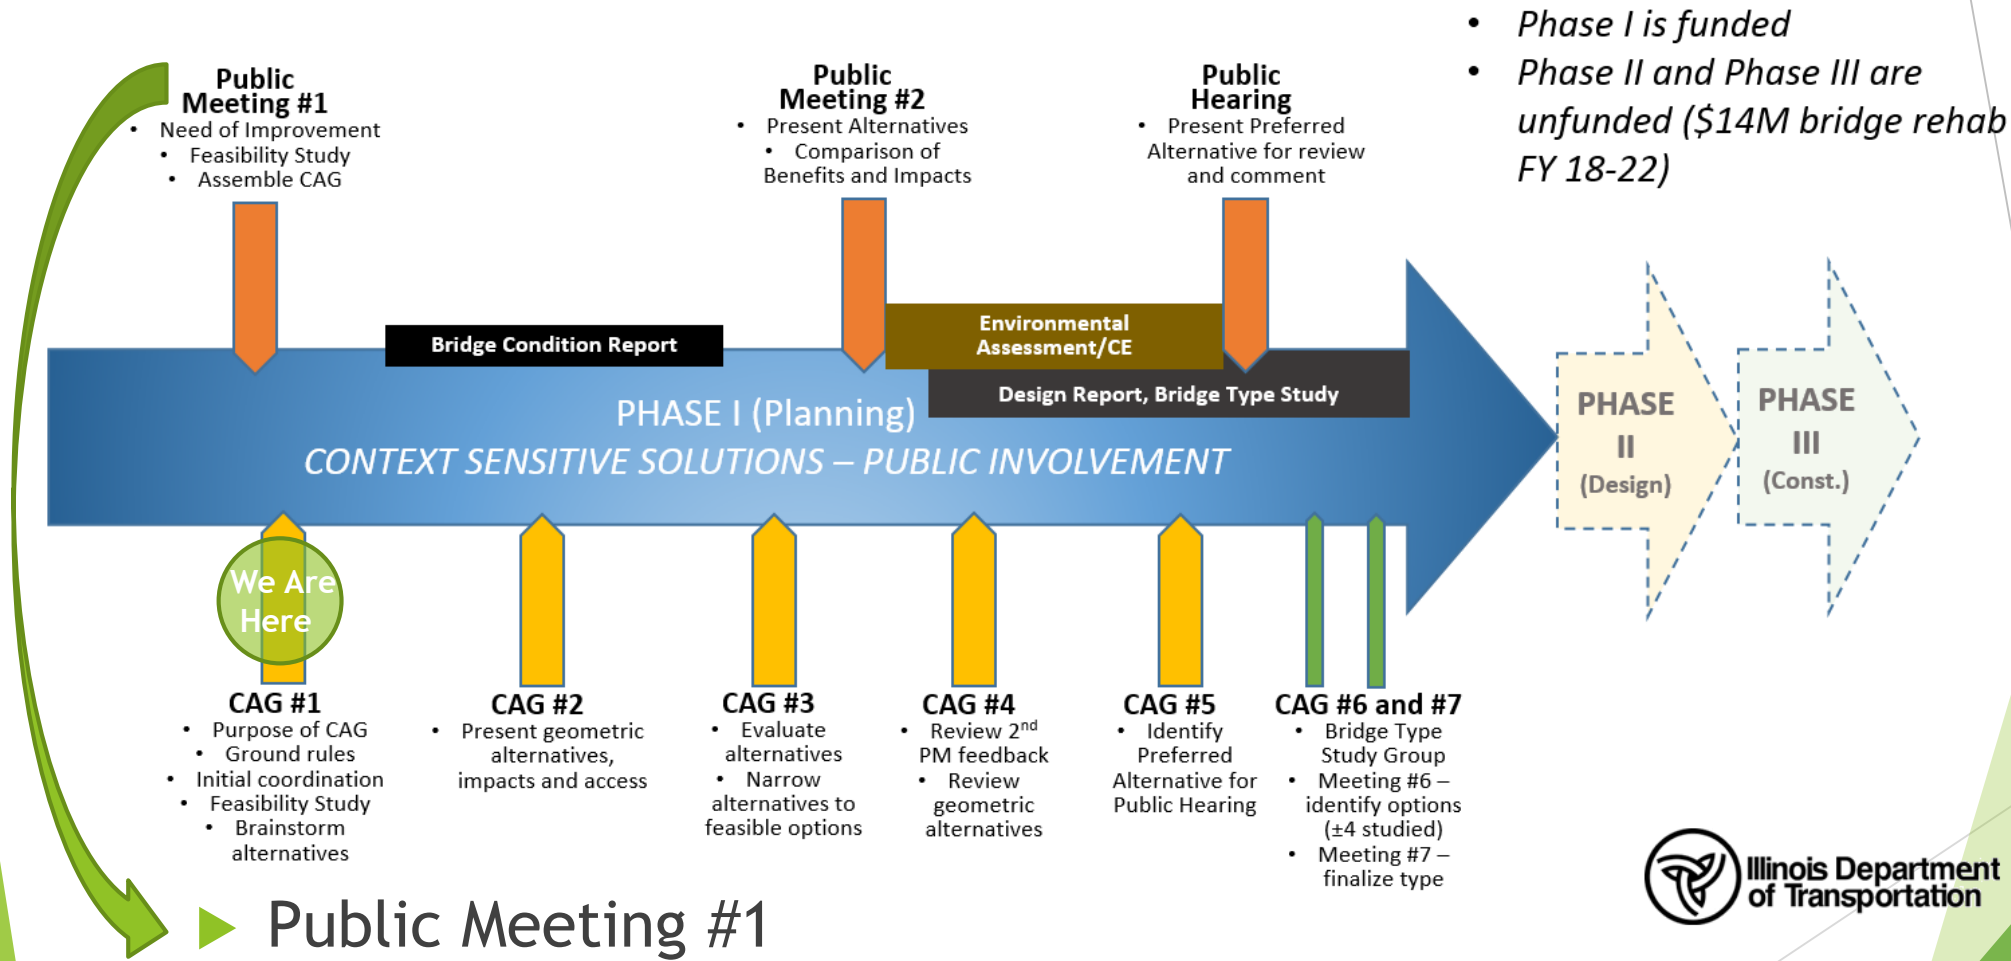 • Phase I is funded
• Phase II and Phase III are
unfunded ($14M bridge rehab
FY 18-22)
Public
Meeting #1
• Need of Improvement
• Feasibility Study
• Assemble CAG
Public
Meeting #2
• Present Alternatives
• Comparison of
Benefits and Impacts
Public
Hearing
• Present Preferred
Alternative for review
and comment
Bridge Condition Report
Environmental
Assessment/CE
Design Report, Bridge Type Study
PHASE I (Planning)
CONTEXT SENSITIVE SOLUTIONS – PUBLIC INVOLVEMENT
PHASE
II
(Design)
PHASE
III
(Const.)
We Are
Here
CAG #1
• Purpose of CAG
• Ground rules
• Initial coordination
• Feasibility Study
• Brainstorm
alternatives
CAG #2
• Present geometric
alternatives,
impacts and access
CAG #3
• Evaluate
alternatives
• Narrow
alternatives to
feasible options
CAG #4
• Review 2nd
PM feedback
• Review
geometric
alternatives
CAG #5
• Identify
Preferred
Alternative for
Public Hearing
CAG #6 and #7
• Bridge Type
Study Group
• Meeting #6 –
identify options
(±4 studied)
• Meeting #7 –
finalize type
Public Meeting #1
Illinois Department
of Transportation